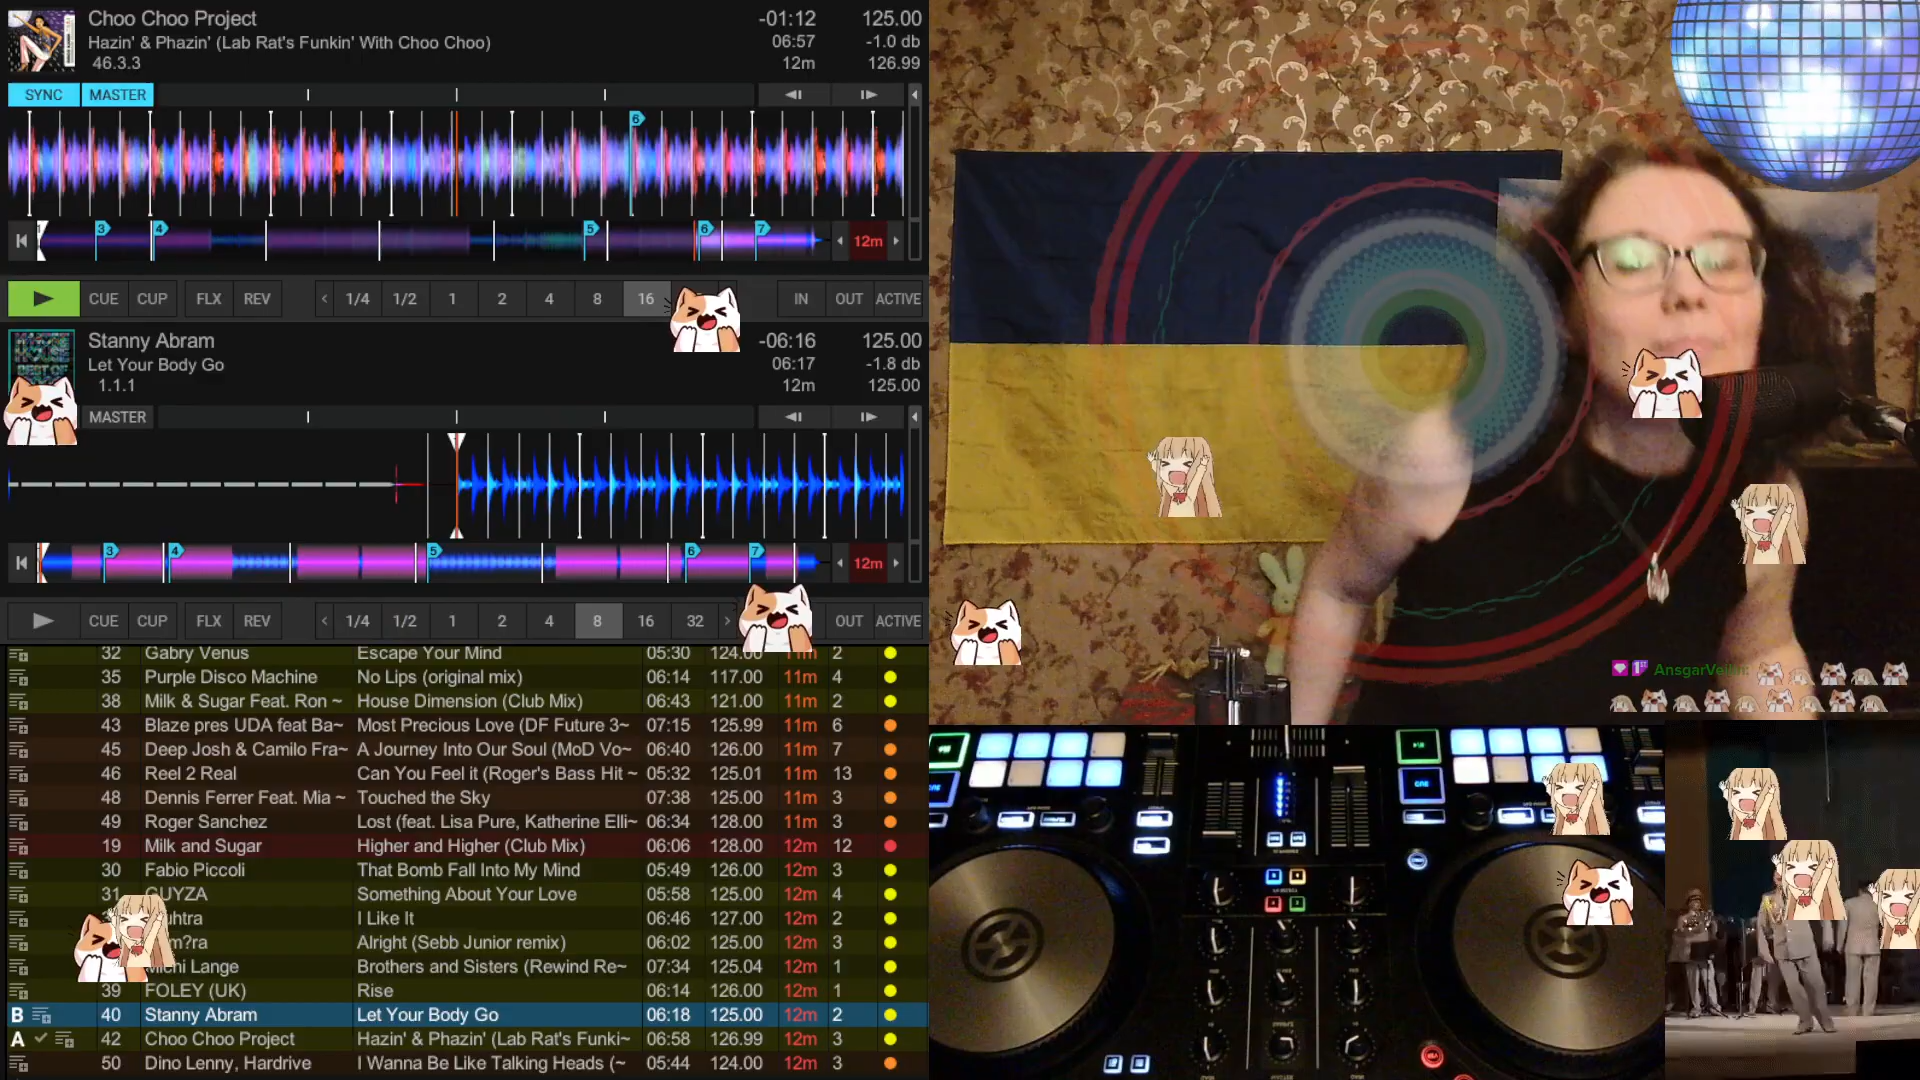 Choo Choo Project -01:12 125.00
Hazin' & Phazin' (Lab Rat's Funkin' With Choo Choo) 06:57 -1.0 db
46.3.3 12m 126.99
SYNC MASTER
6
3 4 5 6 7 12m
CUE CUP FLX REV < 1/4 1/2 1 2 4 8 16 IN OUT ACTIVE
Stanny Abram -06:16 125.00
Let Your Body Go 06:17 -1.8 db
1.1.1 12m 125.00
MASTER
3 4 5 6 7 12m
CUE CUP FLX REV < 1/4 1/2 1 2 4 8 16 32 > OUT ACTIVE
32 Gabry Venus Escape Your Mind 05:30 124.00 11m 2
35 Purple Disco Machine No Lips (original mix) 06:14 117.00 11m 4
38 Milk & Sugar Feat. Ron ~ House Dimension (Club Mix) 06:43 121.00 11m 2
43 Blaze pres UDA feat Ba~ Most Precious Love (DF Future 3~ 07:15 125.99 11m 6
45 Deep Josh & Camilo Fra~ A Journey Into Our Soul (MoD Vo~ 06:40 126.00 11m 7
46 Reel 2 Real Can You Feel it (Roger's Bass Hit ~ 05:32 125.01 11m 13
48 Dennis Ferrer Feat. Mia ~ Touched the Sky 07:38 125.00 11m 3
49 Roger Sanchez Lost (feat. Lisa Pure, Katherine Elli~ 06:34 128.00 11m 3
19 Milk and Sugar Higher and Higher (Club Mix) 06:06 128.00 12m 12
30 Fabio Piccoli That Bomb Fall Into My Mind 05:49 126.00 12m 3
31 GUYZA Something About Your Love 05:58 125.00 12m 4
I Like It 06:46 127.00 12m 2
Alright (Sebb Junior remix) 06:02 125.00 12m 3
Lange Brothers and Sisters (Rewind Re~ 07:34 125.04 12m 1
39 FOLEY (UK) Rise 06:14 126.00 12m 1
B 40 Stanny Abram Let Your Body Go 06:18 125.00 12m 2
A 42 Choo Choo Project Hazin' & Phazin' (Lab Rat's Funki~ 06:58 126.99 12m 3
50 Dino Lenny, Hardrive I Wanna Be Like Talking Heads (~ 05:44 124.00 12m 3